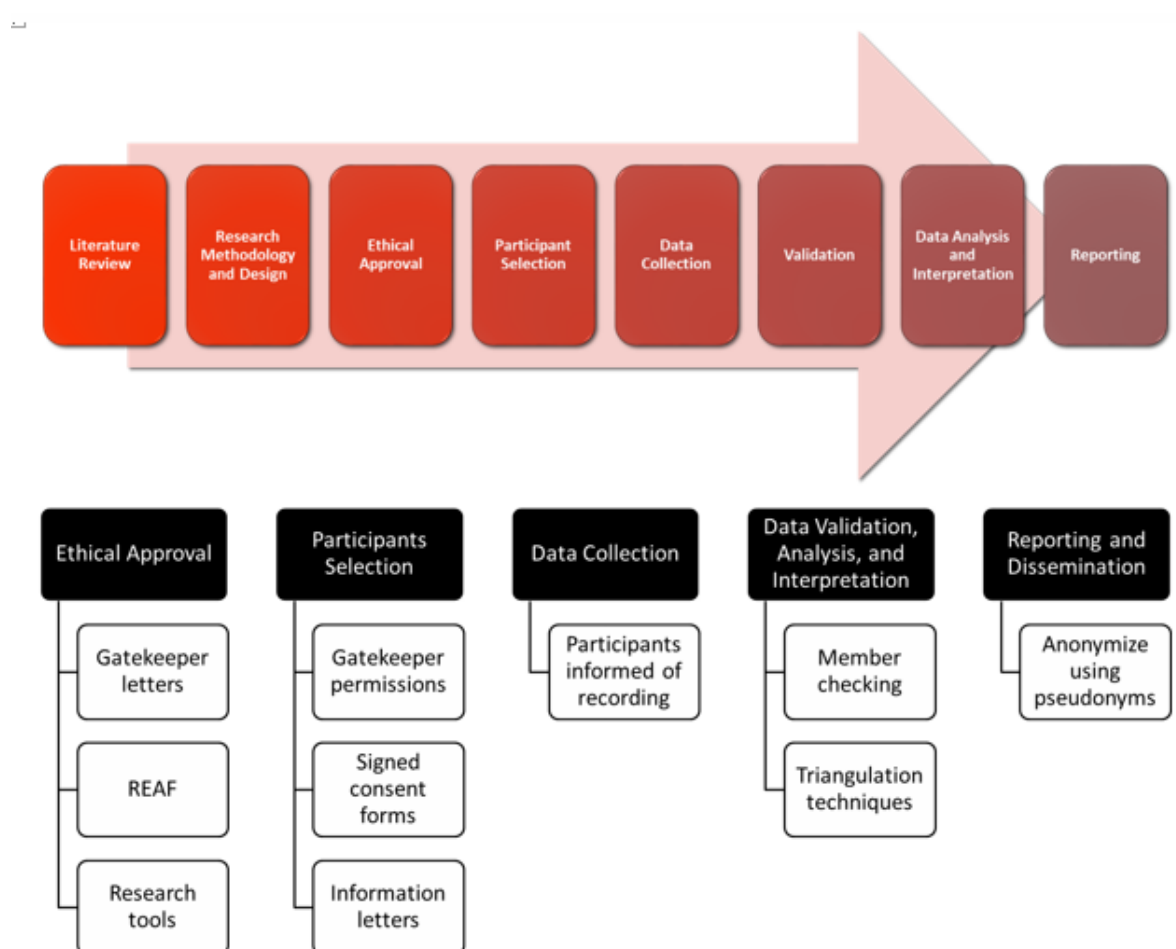 Literature
Review
Research
Methodology
and Design
Ethical
Approval
Participant
Selection
Data
Collection
Validation
Data Analysis
and
Interpretation
Reporting
Ethical Approval
Gatekeeper
letters
REAF
Research
tools
Participants
Selection
Gatekeeper
permissions
Signed
consent
forms
Information
letters
Data Collection
Participants
informed of
recording
Data Validation,
Analysis, and
Interpretation
Member
checking
Triangulation
techniques
Reporting and
Dissemination
Anonymize
using
pseudonyms